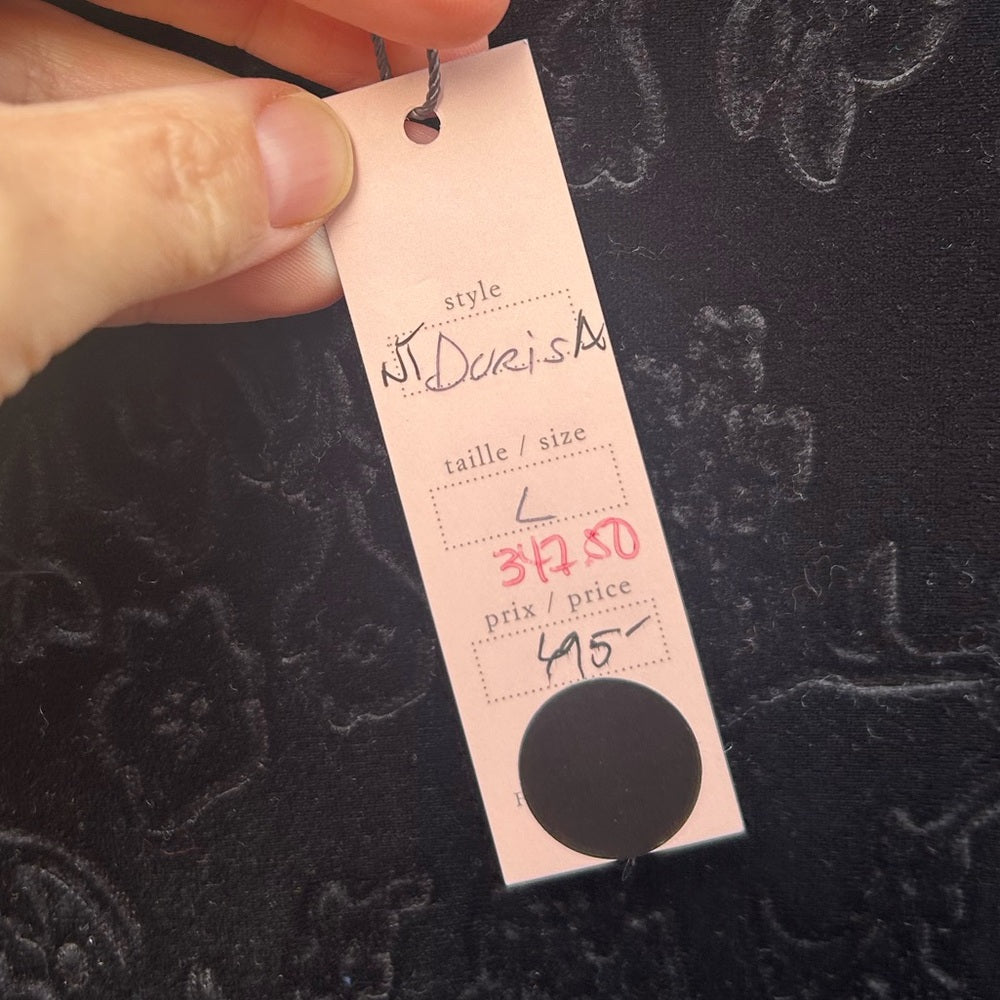 style
NT DURiSA
taille / size
L
347.50
prix / price
495-
F